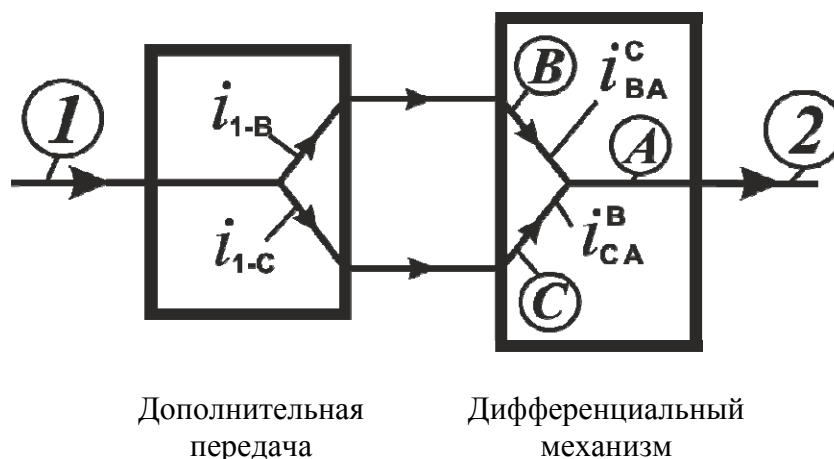 1
i1-B
i1-C
B
C
iCBA
A
iBCA
2
Дополнительная
передача
Дифференциальный
механизм